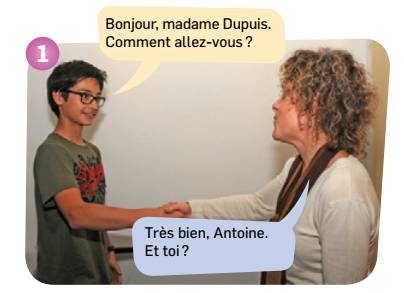 1
Bonjour, madame Dupuis.
Comment allez-vous ?
Très bien, Antoine.
Et toi ?